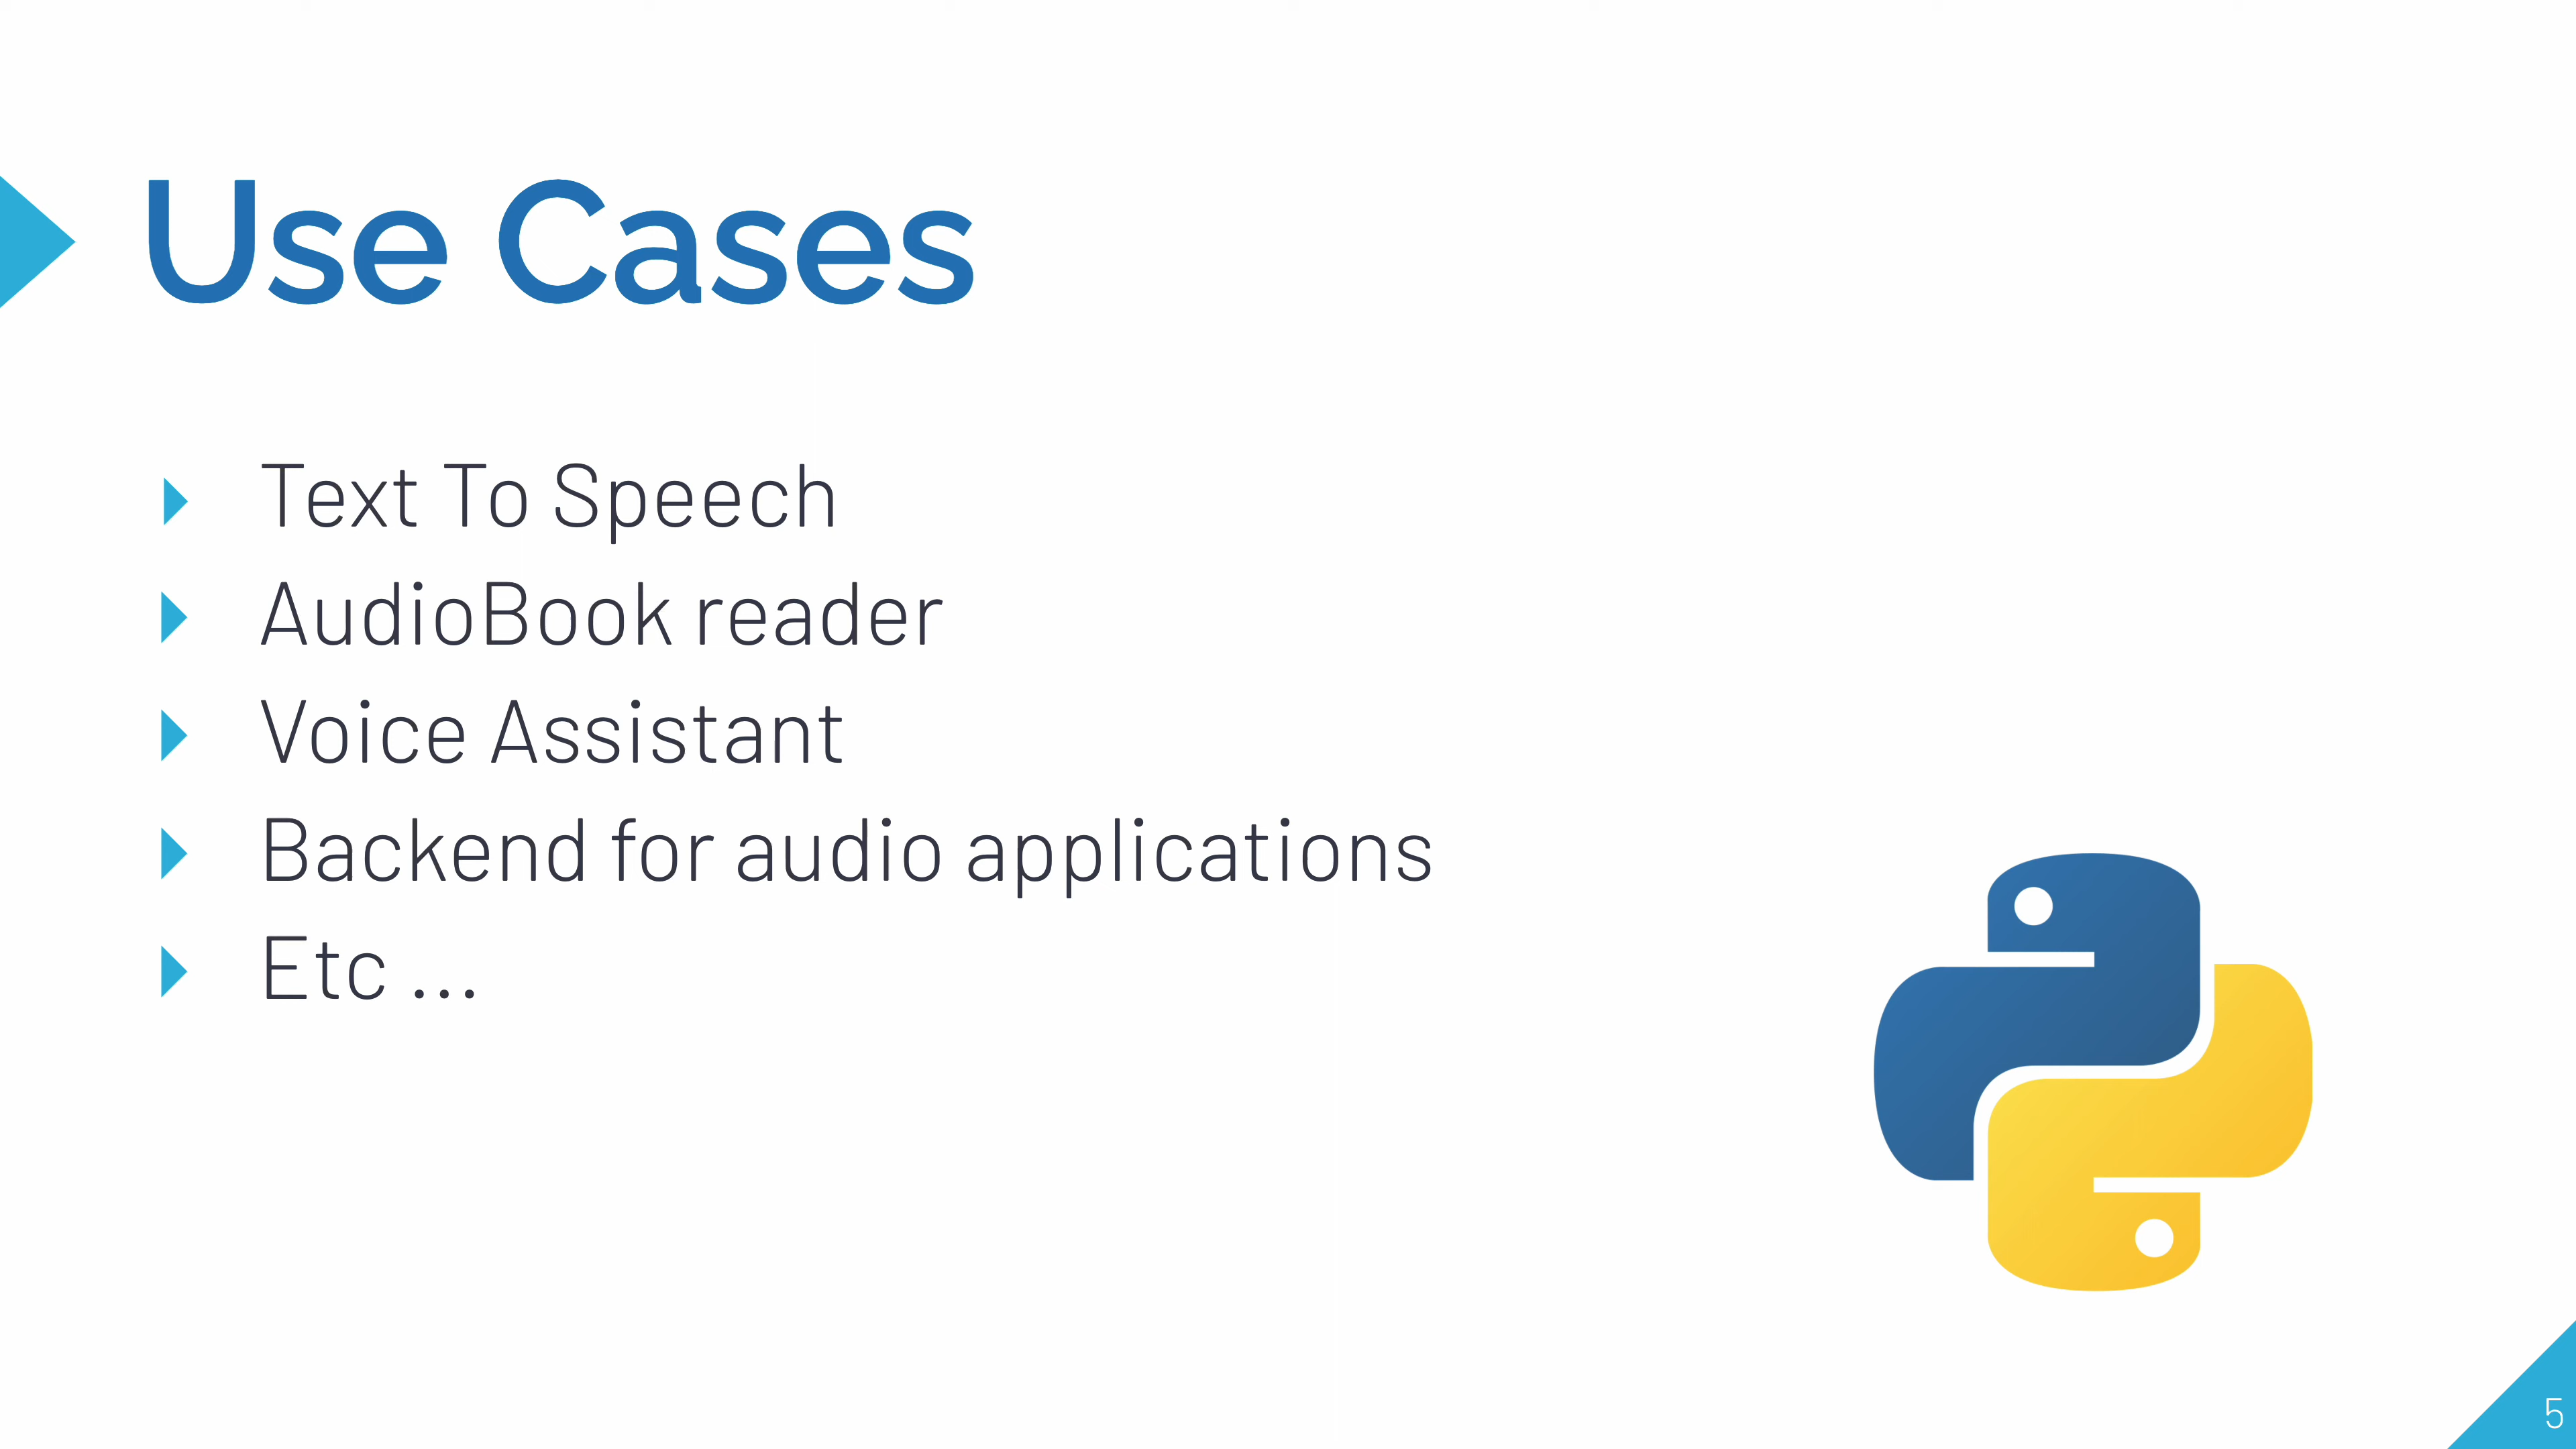 Use Cases
Text To Speech
AudioBook reader
Voice Assistant
Backend for audio applications
Etc ...
5